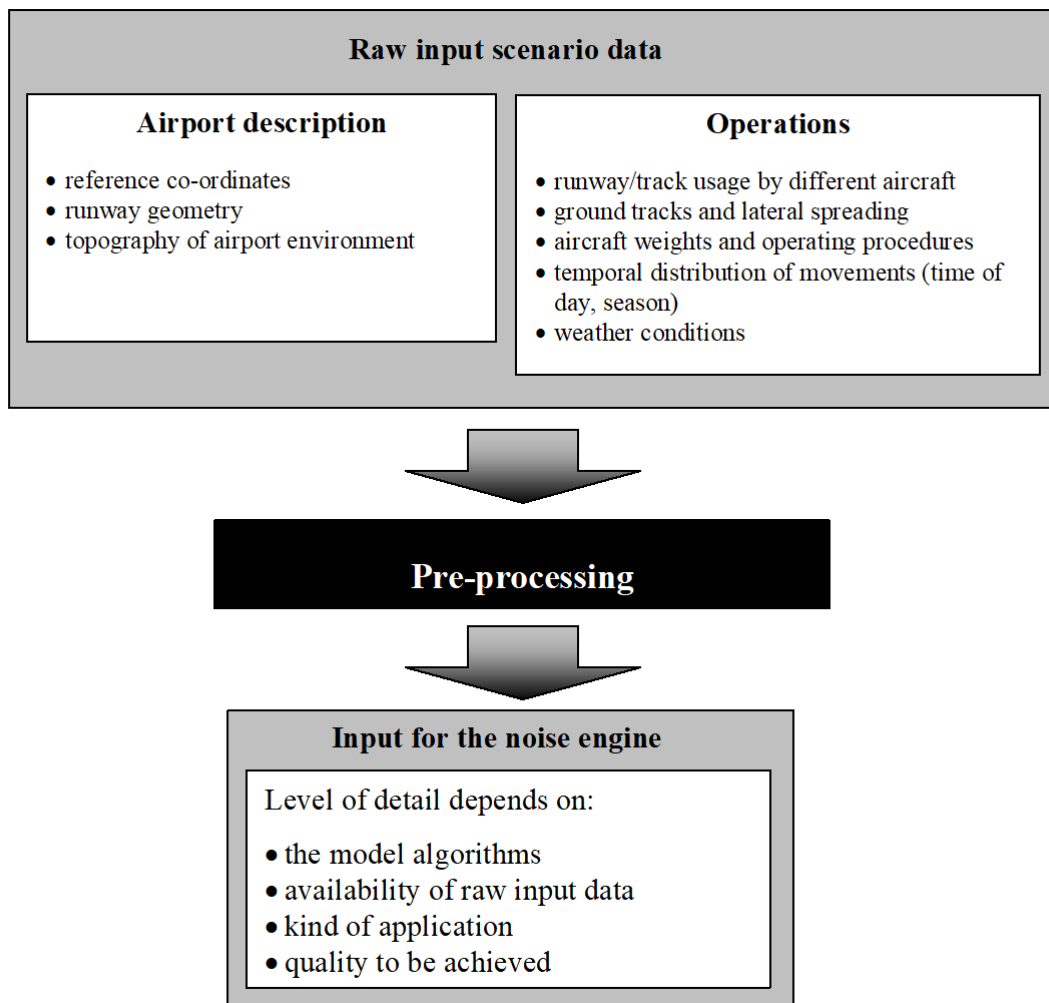 Raw input scenario data
Airport description
• reference co-ordinates
• runway geometry
• topography of airport environment
Operations
• runway/track usage by different aircraft
• ground tracks and lateral spreading
• aircraft weights and operating procedures
• temporal distribution of movements (time of
day, season)
• weather conditions
Pre-processing
Input for the noise engine
Level of detail depends on:
• the model algorithms
• availability of raw input data
• kind of application
• quality to be achieved